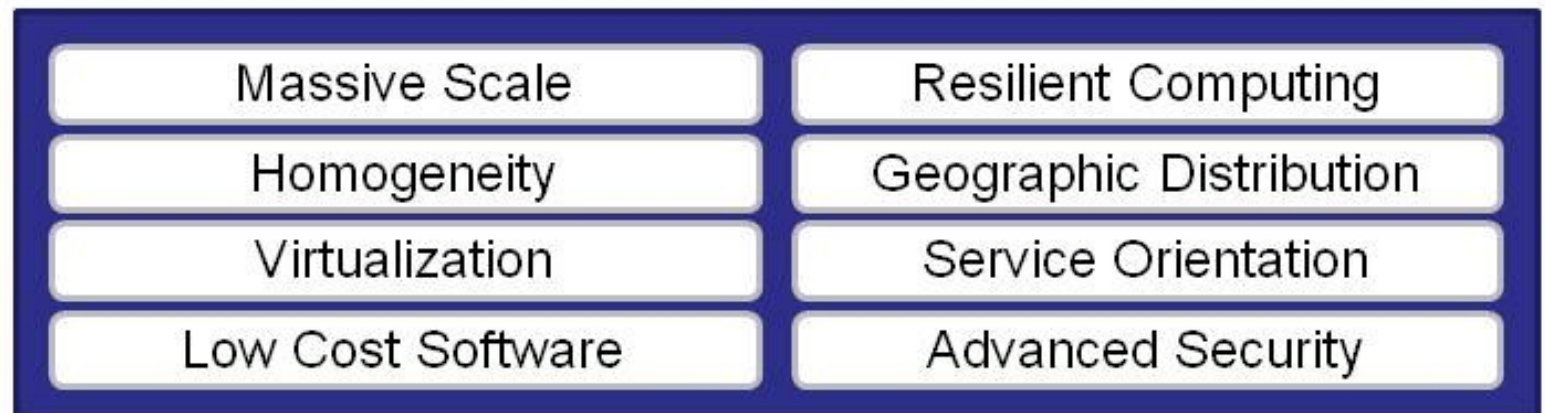 Massive Scale
Resilient Computing
Homogeneity
Geographic Distribution
Virtualization
Service Orientation
Low Cost Software
Advanced Security